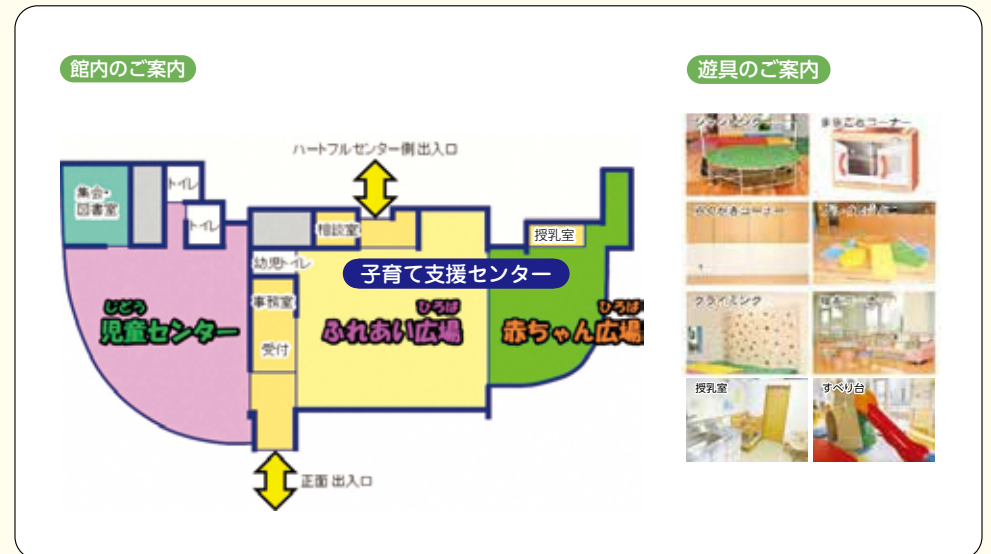 館内のご案内
遊具のご案内
ハートフルセンター側出入口
集会・
図書室
トイレ
トイレ
相談室
授乳室
幼児トイレ
子育て支援センター
事務室
受付
じどう
児童センター
ひろば
ふれあい広場
ひろば
赤ちゃん広場
正面出入口
ままごとコーナー
クライミング
授乳室
すべり台